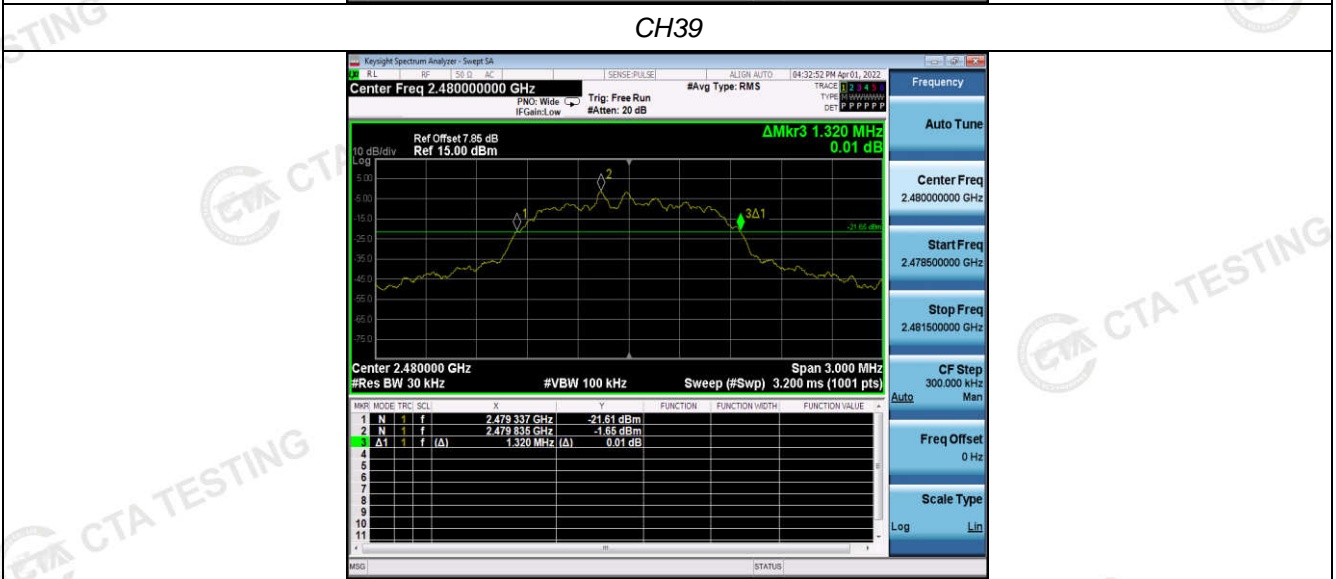 CH39
Keysight Spectrum Analyzer - Swept SA
RL RF 50 Ω AC SENSE:PULSE ALIGN AUTO 04:32:52 PM Apr 01, 2022
Center Freq 2.480000000 GHz #Avg Type: RMS TRACE 1 2 3 4 5 6
PNO: Wide Trig: Free Run TYPE M WWWWW
IFGain:Low #Atten: 20 dB DET P P P P P P
Frequency
ΔMkr3 1.320 MHz
0.01 dB
Ref Offset 7.85 dB
10 dB/div Ref 15.00 dBm
Log
5.00
-5.00
-15.0
-25.0
-35.0
-45.0
-55.0
-65.0
-75.0
1
2
3Δ1
-21.65 dBm
Center 2.480000 GHz Span 3.000 MHz
#Res BW 30 kHz #VBW 100 kHz Sweep (#Swp) 3.200 ms (1001 pts)
MKR MODE TRC SCL X Y FUNCTION FUNCTION WIDTH FUNCTION VALUE
1 N 1 f 2.479 337 GHz -21.61 dBm
2 N 1 f 2.479 835 GHz -1.65 dBm
3 Δ1 1 f (Δ) 1.320 MHz (Δ) 0.01 dB
4
5
6
7
8
9
10
11
MSG STATUS
Auto Tune
Center Freq
2.480000000 GHz
Start Freq
2.478500000 GHz
Stop Freq
2.481500000 GHz
CF Step
300.000 kHz
Auto Man
Freq Offset
0 Hz
Scale Type
Log Lin
STING
CTA
CTA TESTING
CTA TESTING